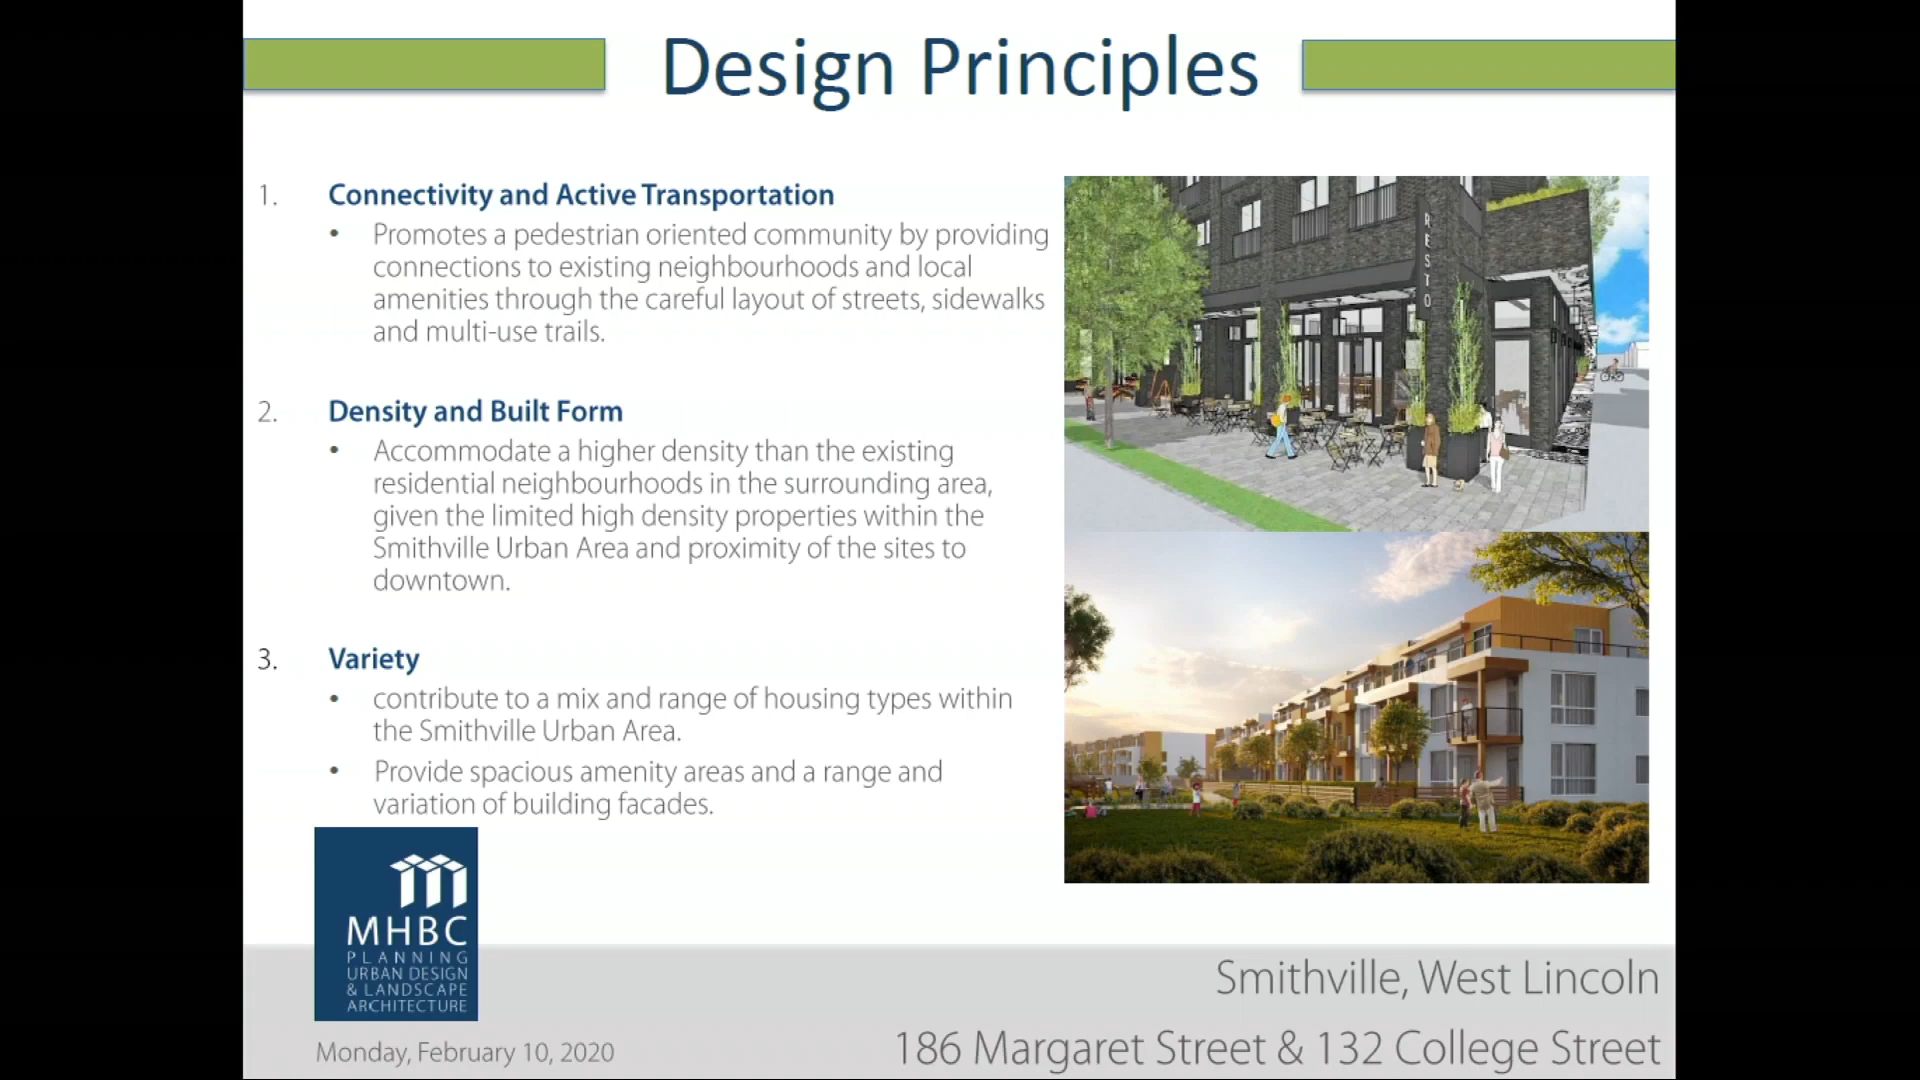 Design Principles
1. Connectivity and Active Transportation
• Promotes a pedestrian oriented community by providing
connections to existing neighbourhoods and local
amenities through the careful layout of streets, sidewalks
and multi-use trails.
2. Density and Built Form
• Accommodate a higher density than the existing
residential neighbourhoods in the surrounding area,
given the limited high density properties within the
Smithville Urban Area and proximity of the sites to
downtown.
3. Variety
• contribute to a mix and range of housing types within
the Smithville Urban Area.
• Provide spacious amenity areas and a range and
variation of building facades.
RESTO
MHBC
PLANNING
URBAN DESIGN
& LANDSCAPE
ARCHITECTURE
Monday, February 10, 2020
Smithville, West Lincoln
186 Margaret Street & 132 College Street